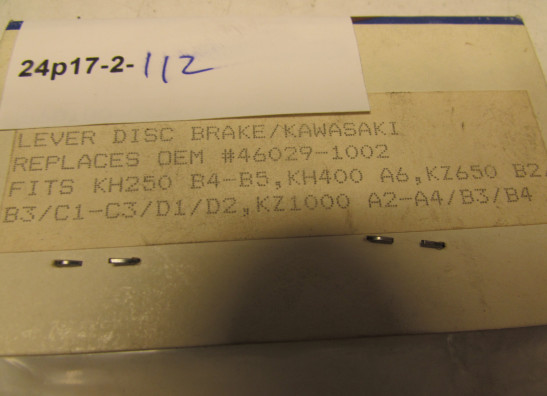 24p17-2-112
LEVER DISC BRAKE/KAWASAKI
REPLACES OEM #46029-1002
FITS KH250 B4-B5,KH400 A6,KZ650 B2,
B3/C1-C3/D1/D2,KZ1000 A2-A4/B3/B4